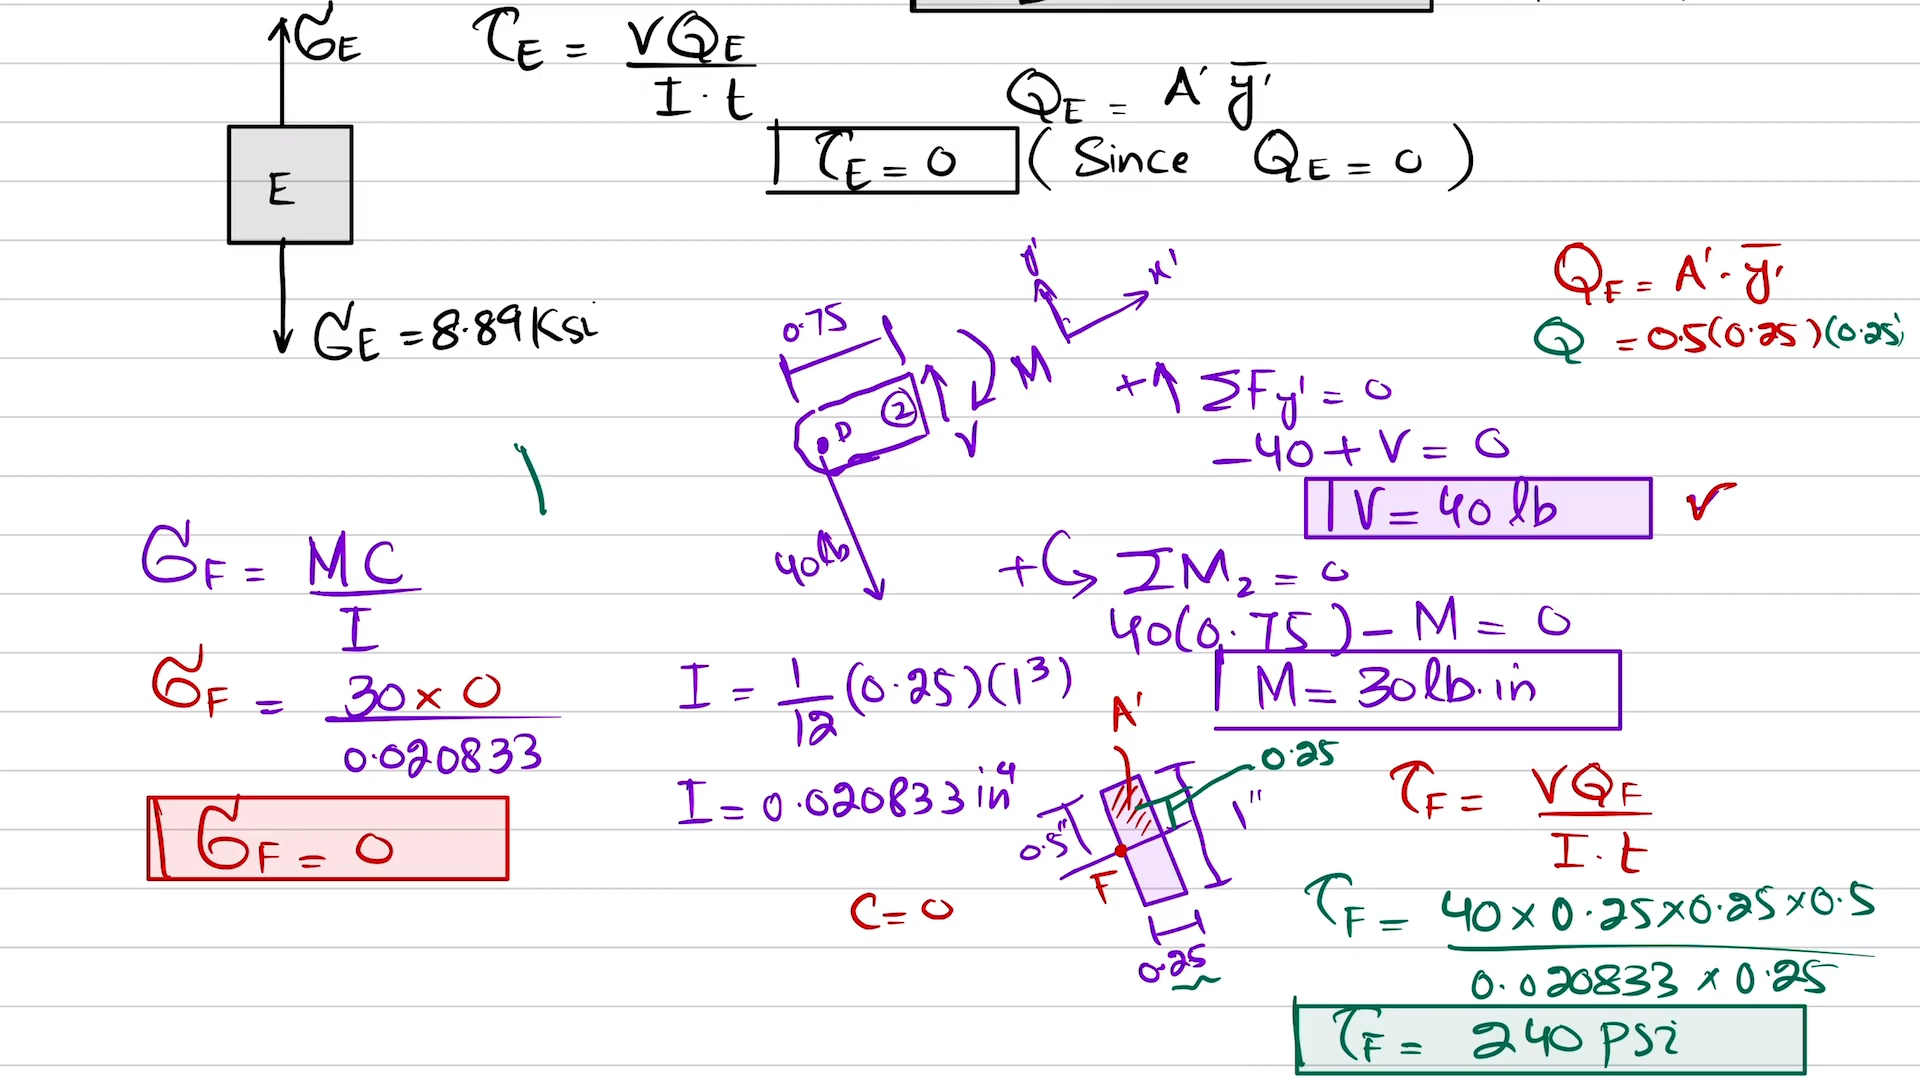 σE
τE = VQE / I·t
QE = A' ȳ'
τE = 0 (Since QE = 0)
E
σE = 8.89 Ksi
y'
x'
0.75
M
D
2
V
40 lb
QF = A'·ȳ'
Q = 0.5(0.25)(0.25)
+↑ ΣFy' = 0
-40 + V = 0
V = 40 lb
+ ΣM2 = 0
40(0.75) - M = 0
M = 30 lb.in
σF = MC / I
σF = 30 × 0 / 0.020833
σF = 0
I = 1/12 (0.25)(1³)
I = 0.020833 in⁴
C = 0
A'
0.25
1"
0.5"
F
0.25
τF = VQF / I·t
τF = 40 × 0.25 × 0.25 × 0.5 / 0.020833 × 0.25
τF = 240 psi